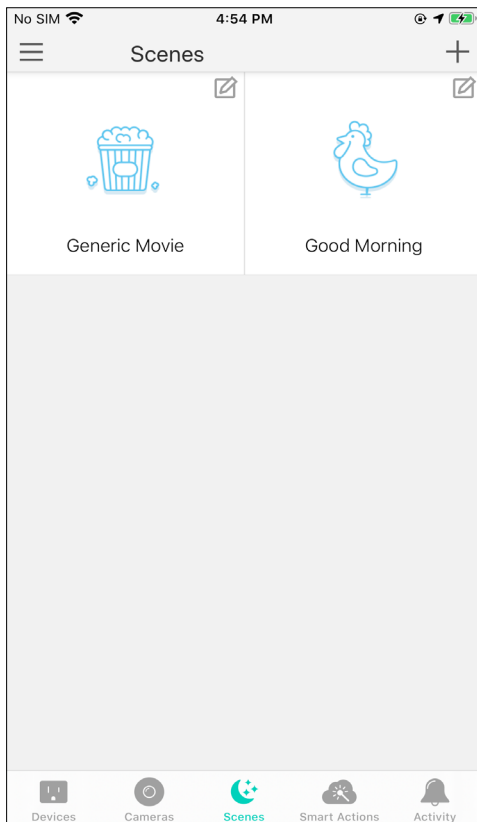 No SIM 4:54 PM
Scenes
Generic Movie Good Morning
Devices Cameras Scenes Smart Actions Activity